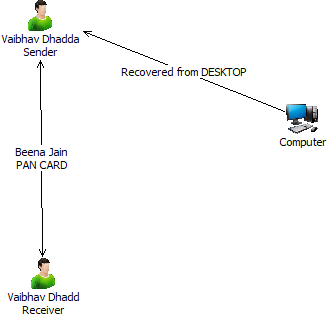 Vaibhav Dhadda
Sender
Recovered from DESKTOP
Computer
Beena Jain
PAN CARD
Vaibhav Dhadd
Receiver